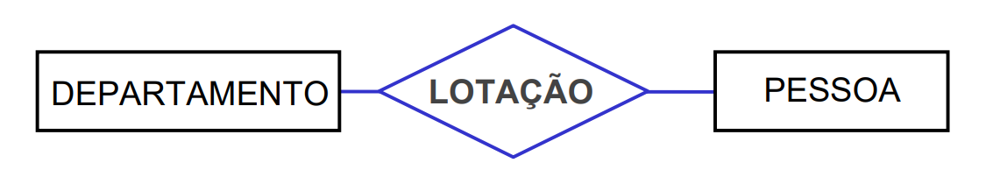 DEPARTAMENTO LOTAÇÃO PESSOA